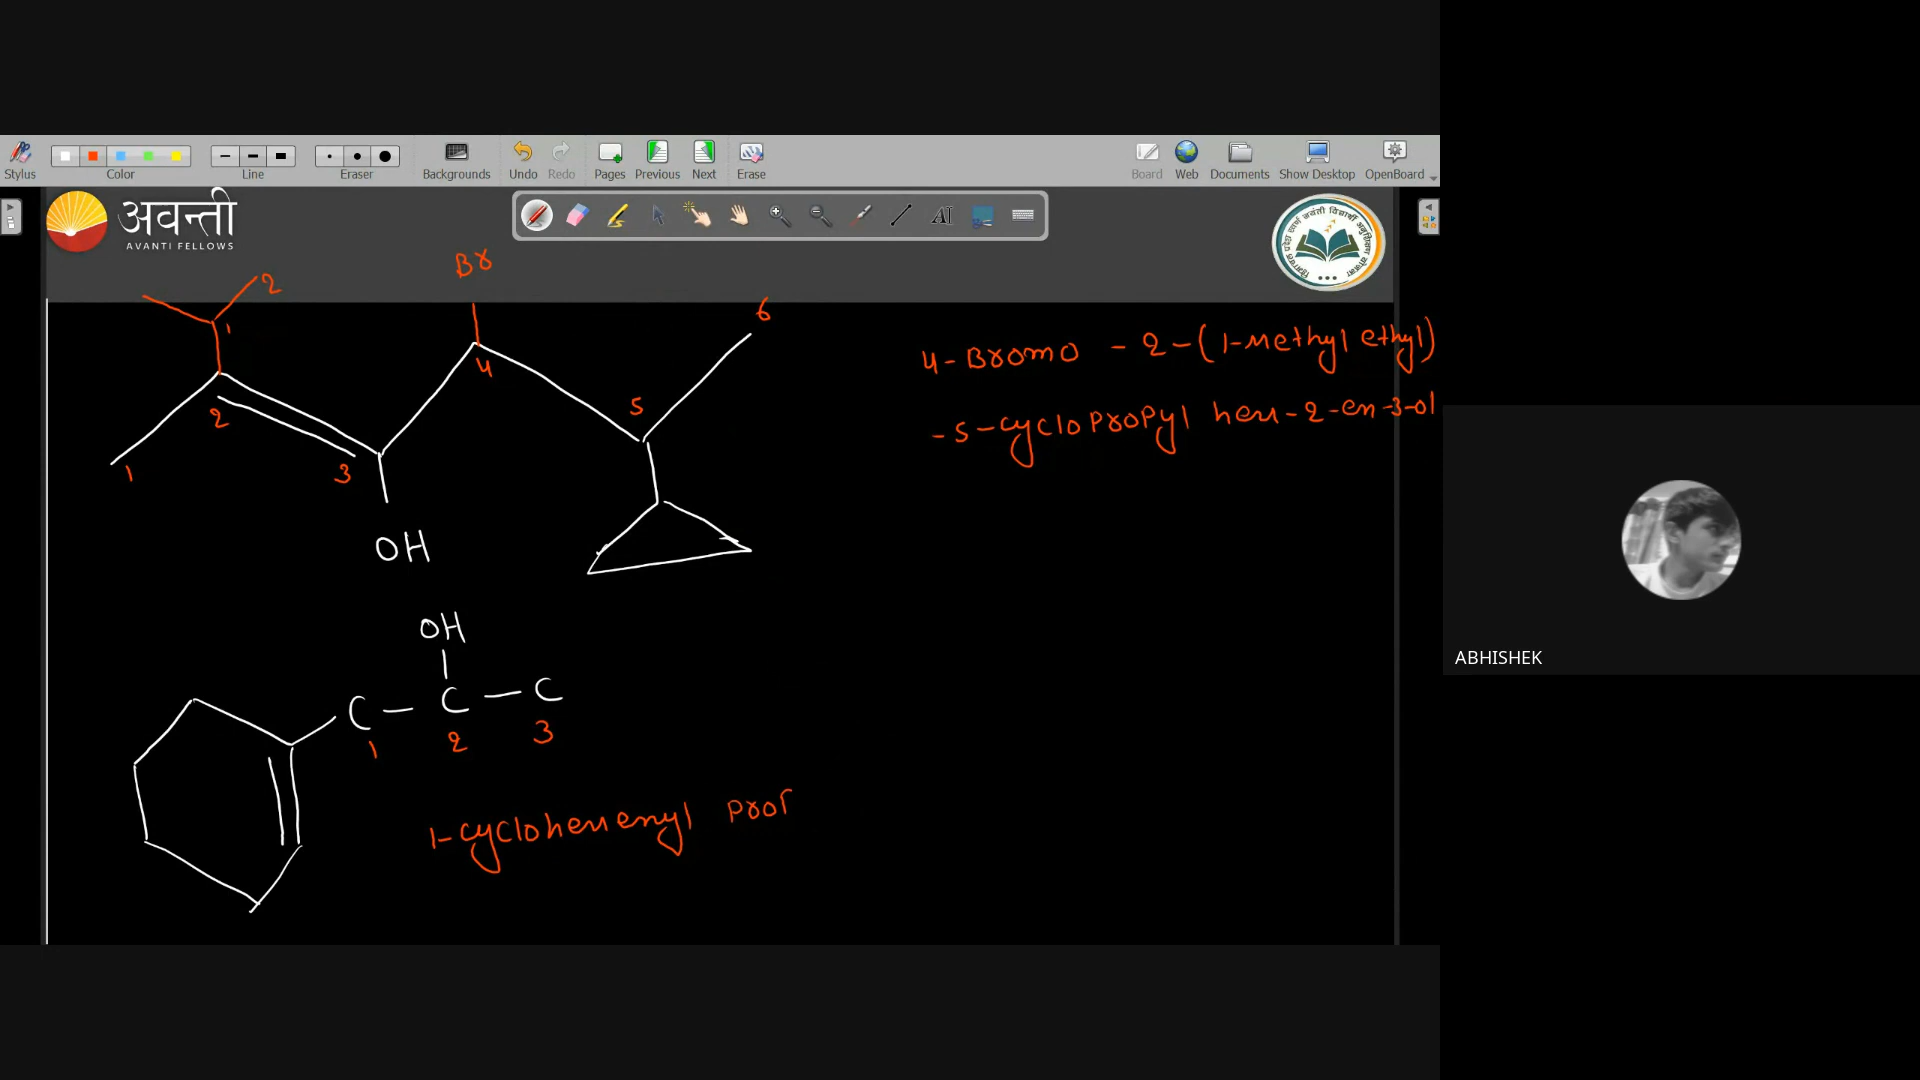 Stylus
Color
Line
Eraser
Backgrounds
Undo
Redo
Pages
Previous
Next
Erase
Board
Web
Documents
Show Desktop
OpenBoard
अवन्ती
AVANTI FELLOWS
Br
2
1
6
4
5
2
1
3
OH
4-Bromo - 2-(1-Methyl ethyl)
-5-cyclopropyl hex-2-en-3-ol
OH
C - C - C
1 2 3
1-cyclohexenyl prop
ABHISHEK